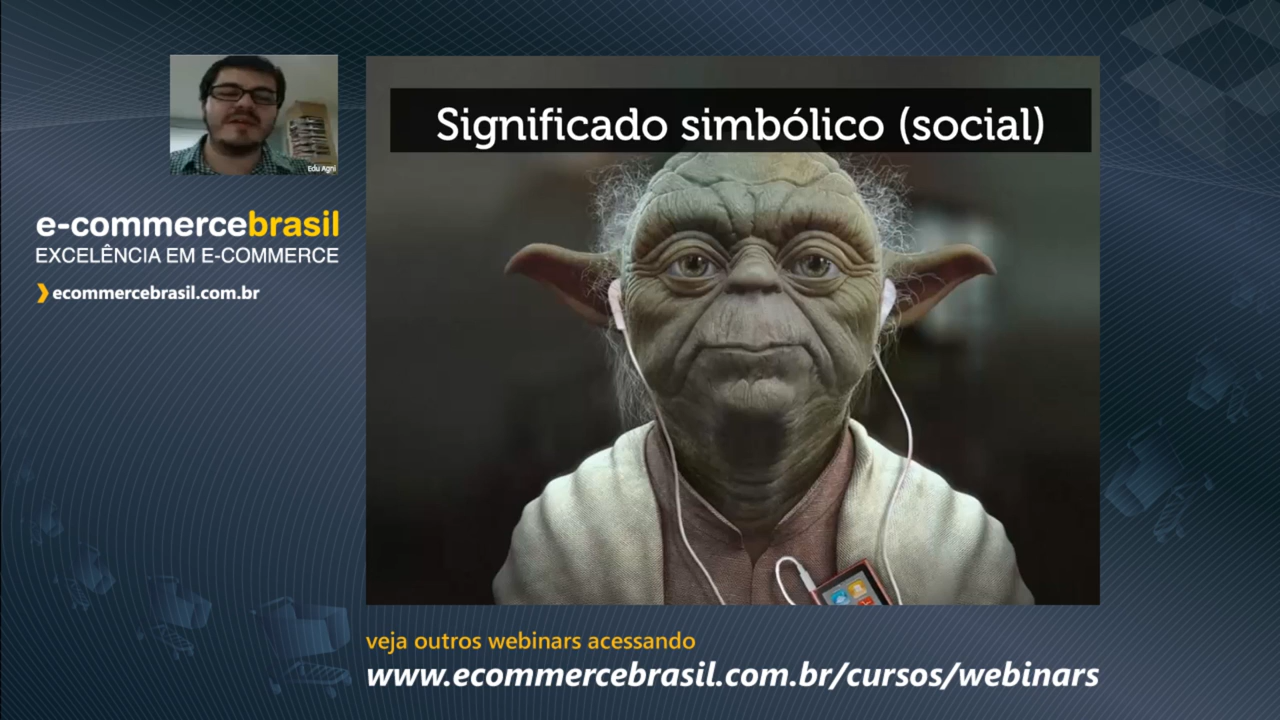 Significado simbólico (social)
Edu Agni
e-commercebrasil
EXCELÊNCIA EM E-COMMERCE
ecommercebrasil.com.br
veja outros webinars acessando
www.ecommercebrasil.com.br/cursos/webinars